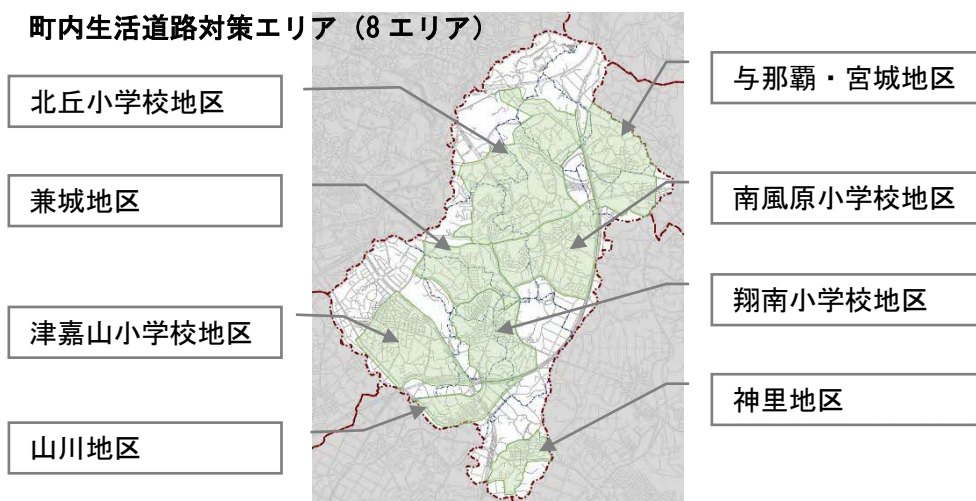 町内生活道路対策エリア（8 エリア）
北丘小学校地区
兼城地区
津嘉山小学校地区
山川地区
与那覇・宮城地区
南風原小学校地区
翔南小学校地区
神里地区